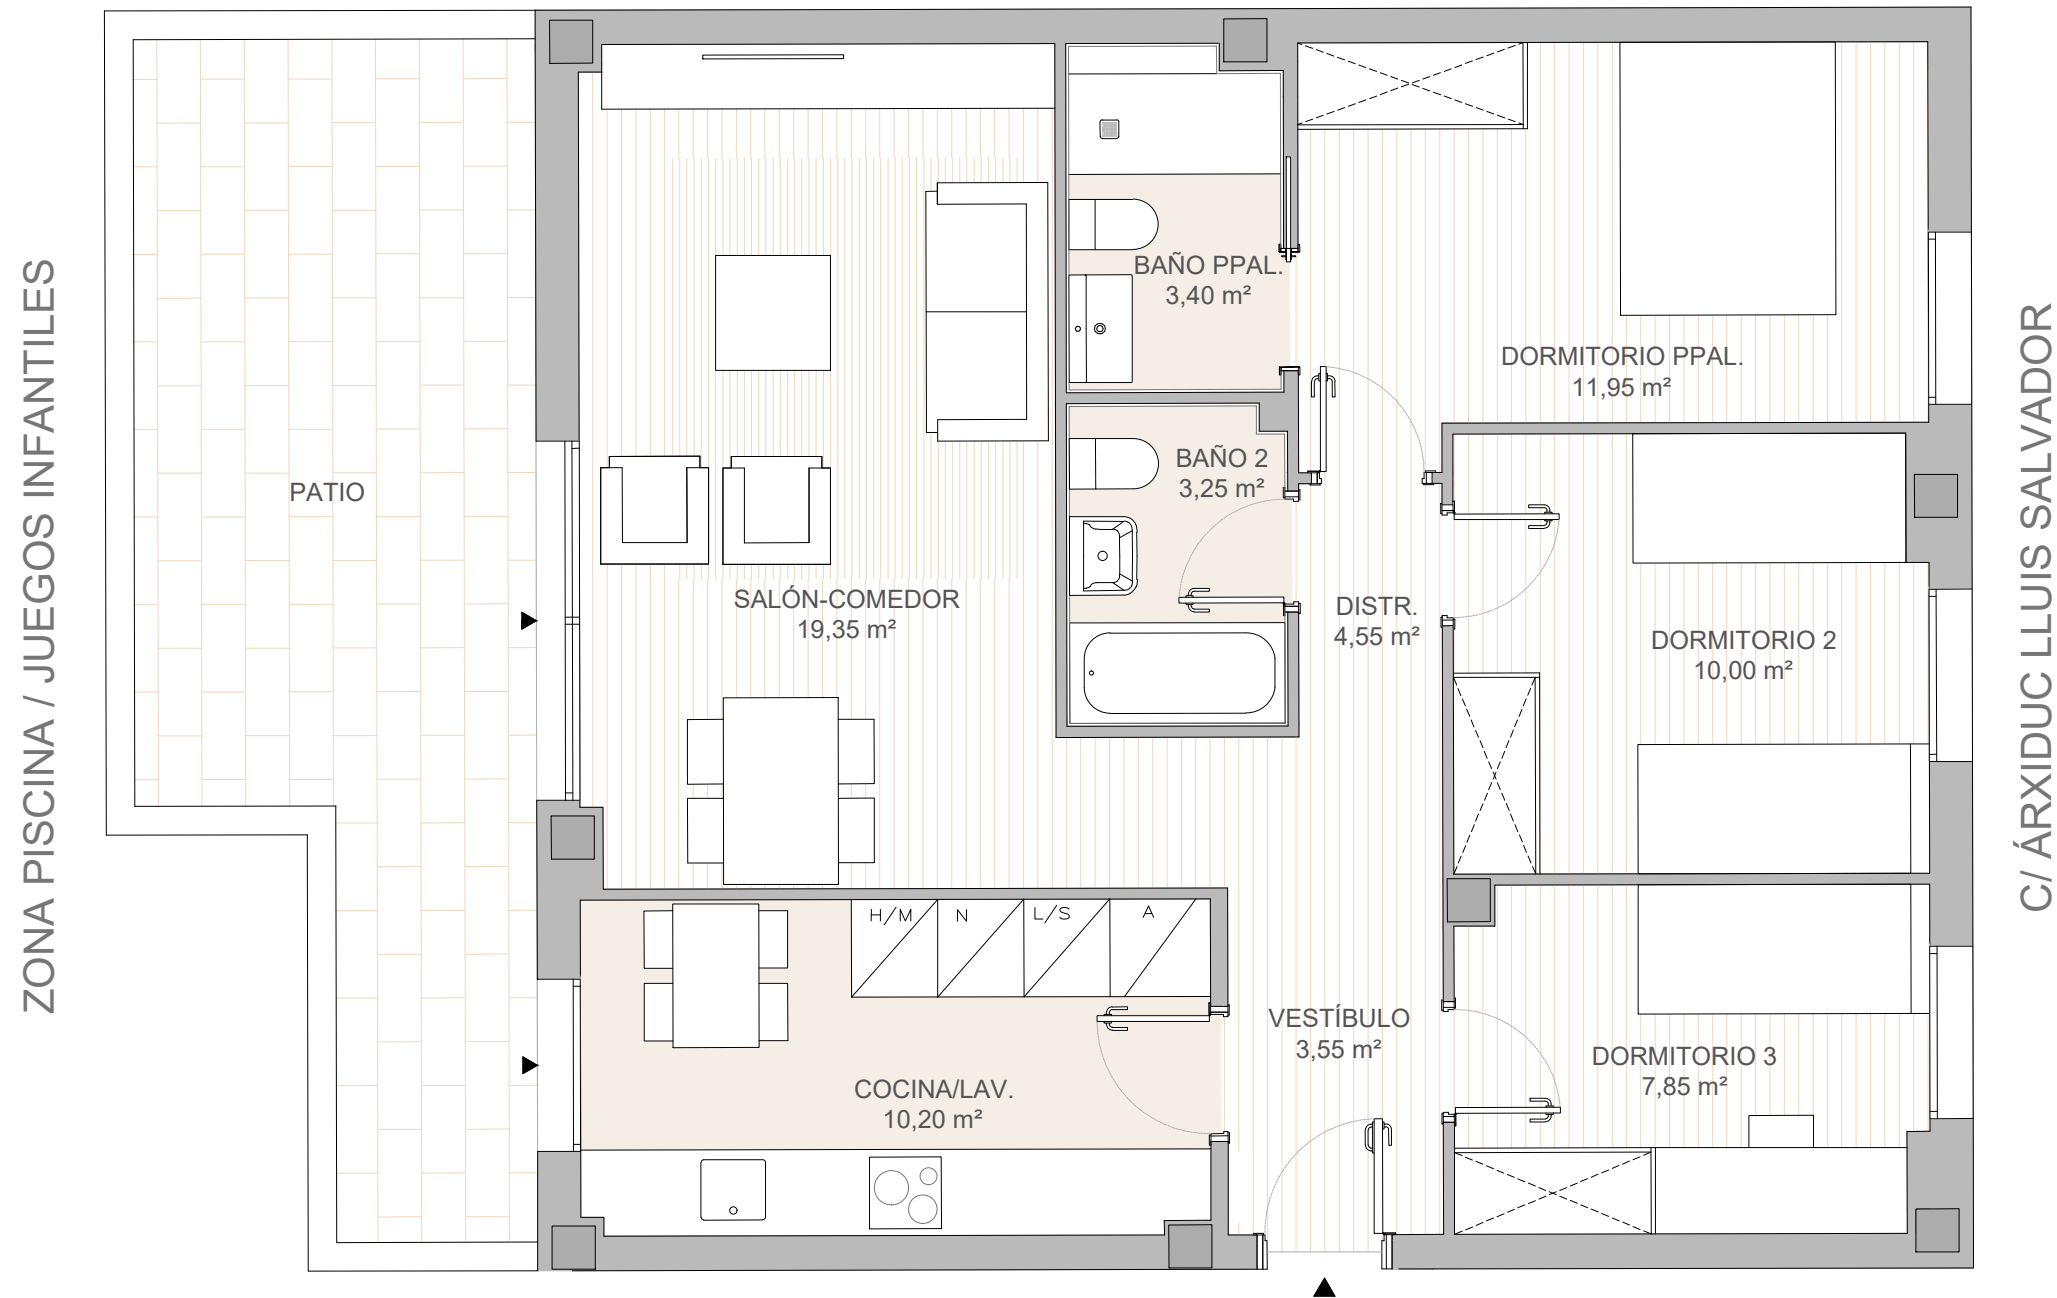 ZONA PISCINA / JUEGOS INFANTILES
PATIO
SALÓN-COMEDOR
19,35 m²
BAÑO PPAL.
3,40 m²
DORMITORIO PPAL.
11,95 m²
BAÑO 2
3,25 m²
DISTR.
4,55 m²
DORMITORIO 2
10,00 m²
H/M
N
L/S
A
COCINA/LAV.
10,20 m²
VESTÍBULO
3,55 m²
DORMITORIO 3
7,85 m²
C/ ÁRXIDUC LLUIS SALVADOR